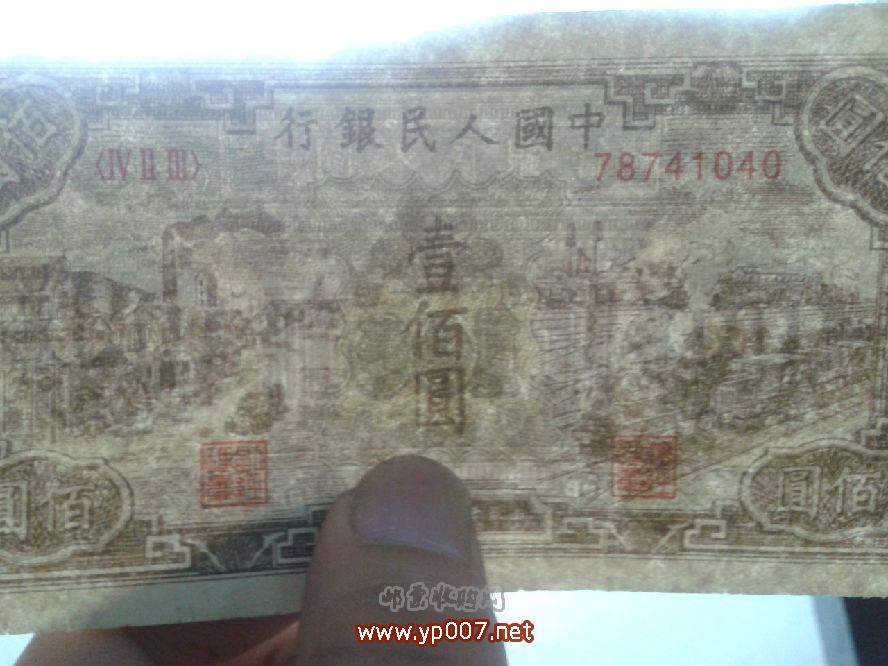 行銀民人國中
〈IV II III〉
78741040
壹
佰
圓
圓佰
圓佰
www.yp007.net